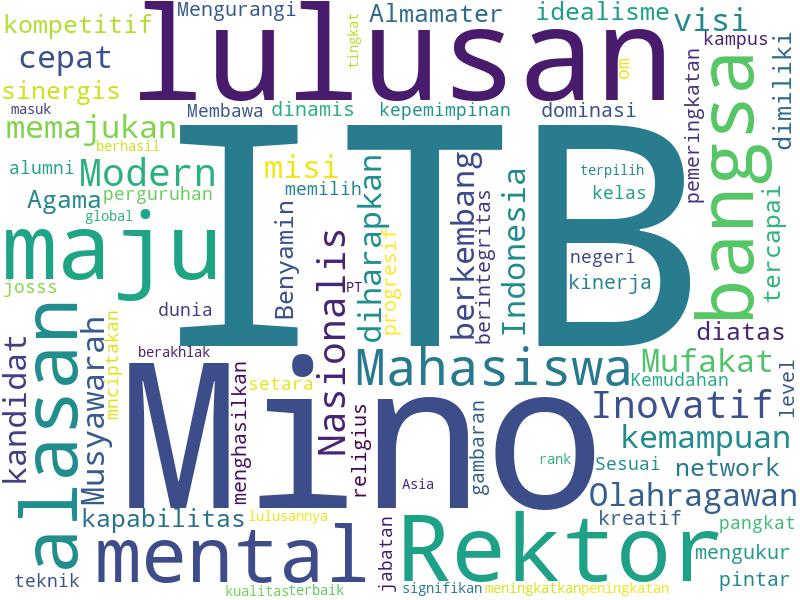 Mengurangi
tingkat
Almamater
idealisme
visi
kompetitif
lulusan
kampus
cepat
om
sinergis
masuk
Membawa
dinamis
kepemimpinan
dominasi
pemeringkatan
bangsa
dimiliki
memajukan
berhasil
ITB
alumni
Modern
misi
memilih
diharapkan
berkembang
terpilih
kelas
Agama
perguruhan
global
Indonesia
berintegritas
tercapai
maju
Benyamin
Nasionalis
progresif
negeri
kinerja
PT
josss
dunia
diatas
alasan
Musyawarah
mnciptakan
kandidat
berakhlak
Mahasiswa
Mufakat
Kemudahan
level
Mino
setara
menghasilkan
religius
gambaran
Inovatif
kemampuan
rank
Sesuai
network
Asia
Olahragawan
kapabilitas
lulusannya
jabatan
Rektor
kreatif
pangkat
mental
mengukur
teknik
pintar
kualitas
terbaik
signifikan
meningkatkan
peningkatan